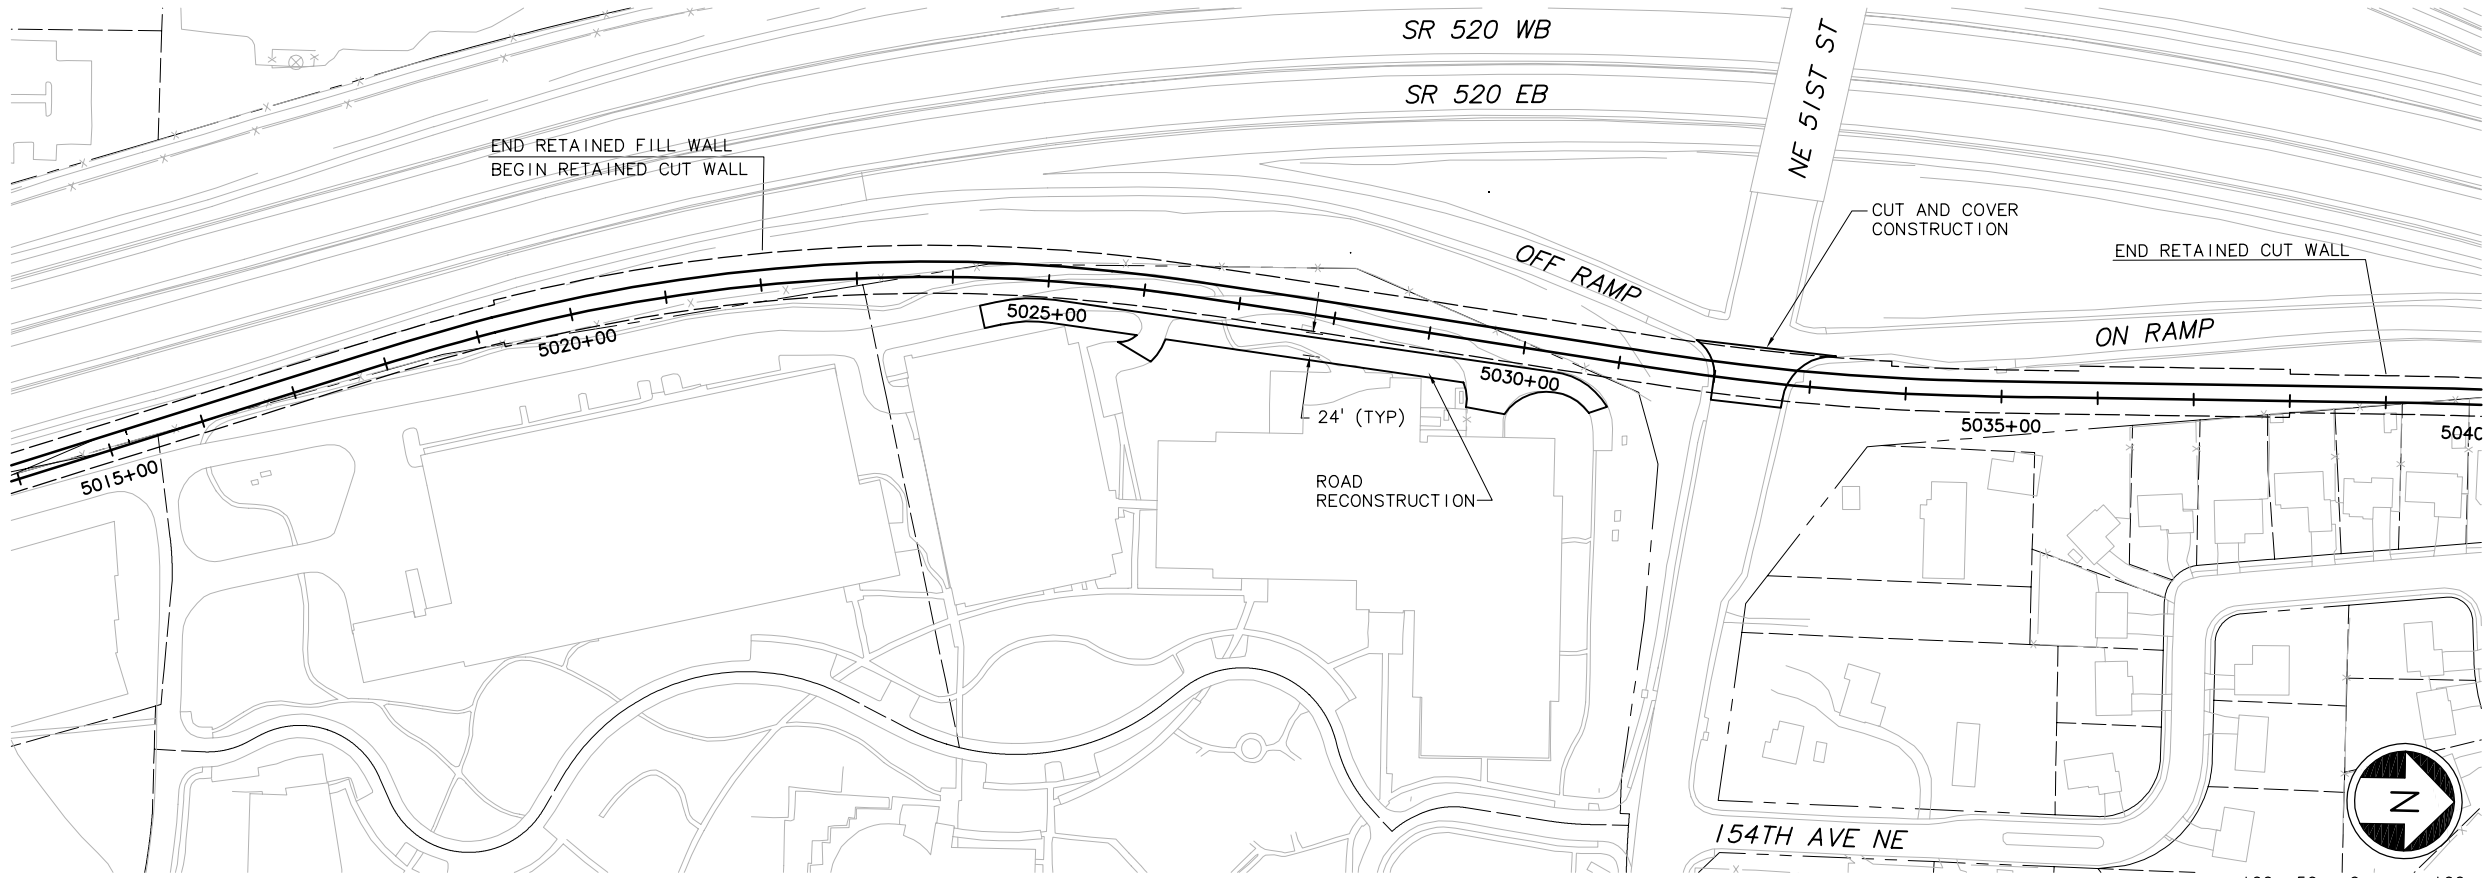 SR 520 WB
SR 520 EB
NE 51ST ST
END RETAINED FILL WALL
BEGIN RETAINED CUT WALL
CUT AND COVER
CONSTRUCTION
END RETAINED CUT WALL
OFF RAMP
ON RAMP
5025+00
5020+00
5030+00
5015+00
5035+00
24' (TYP)
ROAD
RECONSTRUCTION
154TH AVE NE
N